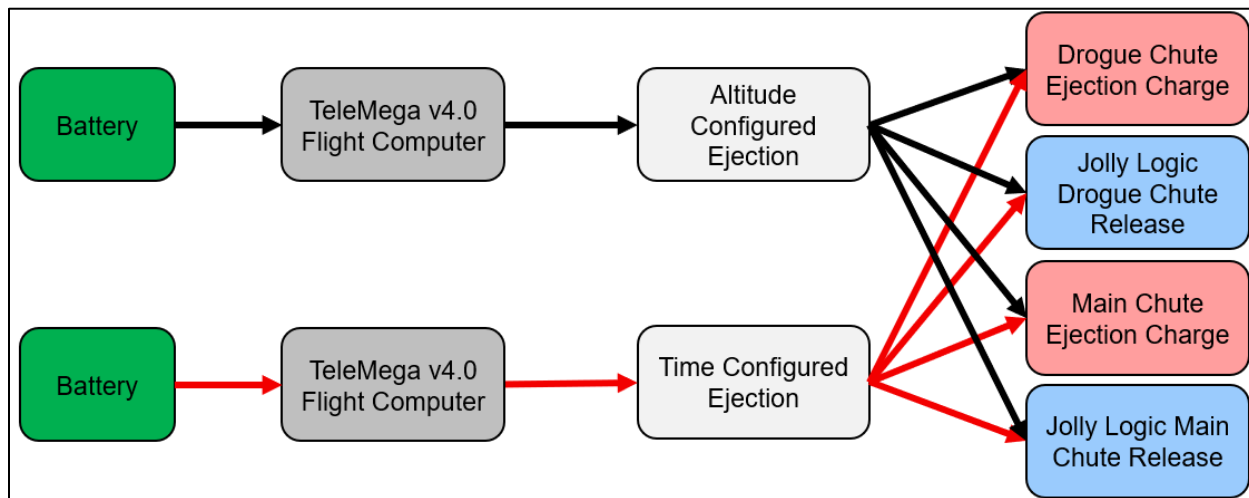 Battery
TeleMega v4.0
Flight Computer
Altitude
Configured
Ejection
Drogue Chute
Ejection Charge
Jolly Logic
Drogue Chute
Release
Main Chute
Ejection Charge
Battery
TeleMega v4.0
Flight Computer
Time Configured
Ejection
Jolly Logic Main
Chute Release